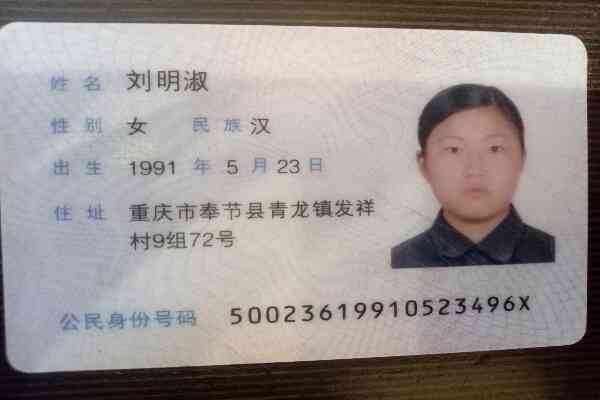 姓名 刘明淑
性别 女 民族 汉
出生 1991 年 5 月 23 日
住址 重庆市奉节县青龙镇发祥
村9组72号
公民身份号码 50023619910523496X